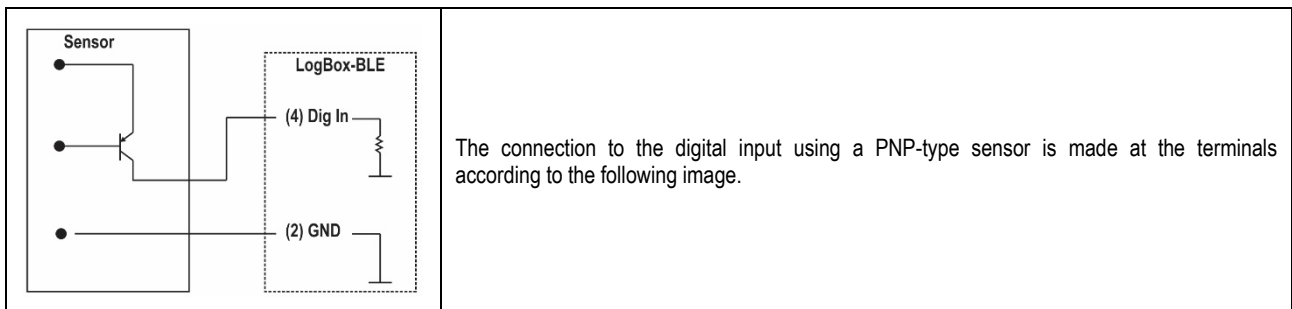 Sensor
LogBox-BLE
(4) Dig In
(2) GND
The connection to the digital input using a PNP-type sensor is made at the terminals
according to the following image.